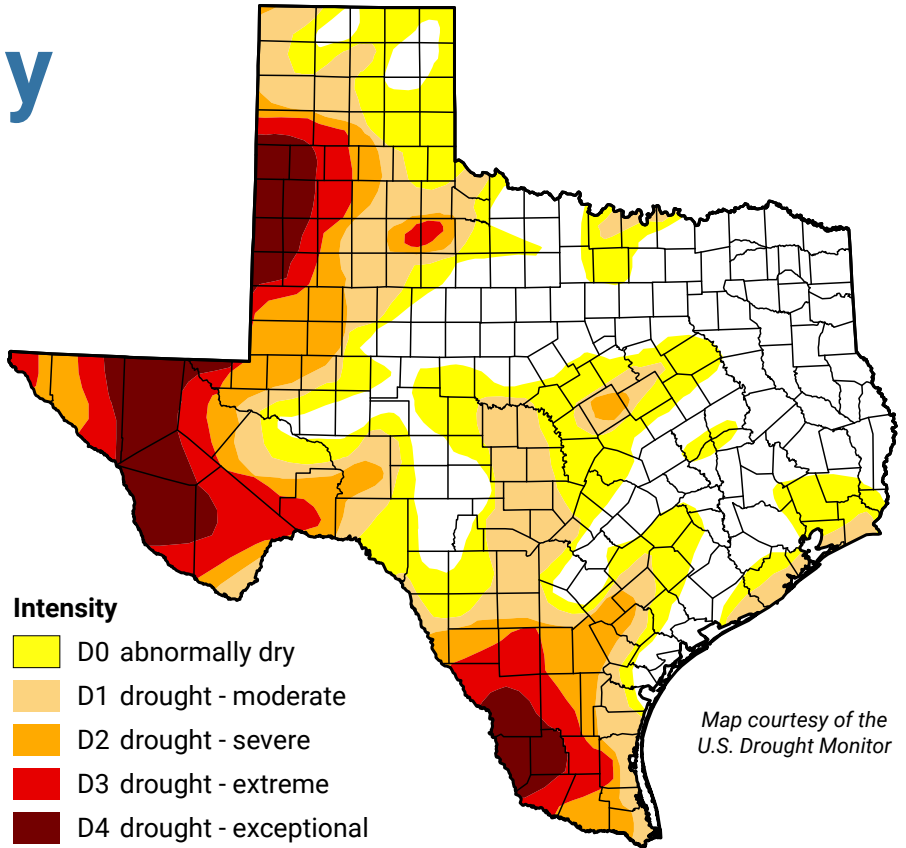 y
Intensity
D0 abnormally dry
D1 drought - moderate
D2 drought - severe
D3 drought - extreme
D4 drought - exceptional
Map courtesy of the
U.S. Drought Monitor